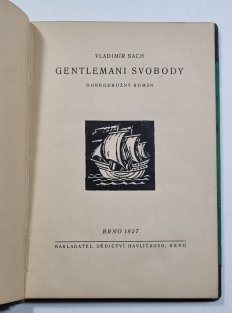 VLADIMÍR SACH
GENTLEMANI SVOBODY
DOBRODRUŽNÝ ROMÁN
BRNO 1927
NAKLADATEL DĚDICTVÍ HAVLÍČKOVO, BRNO